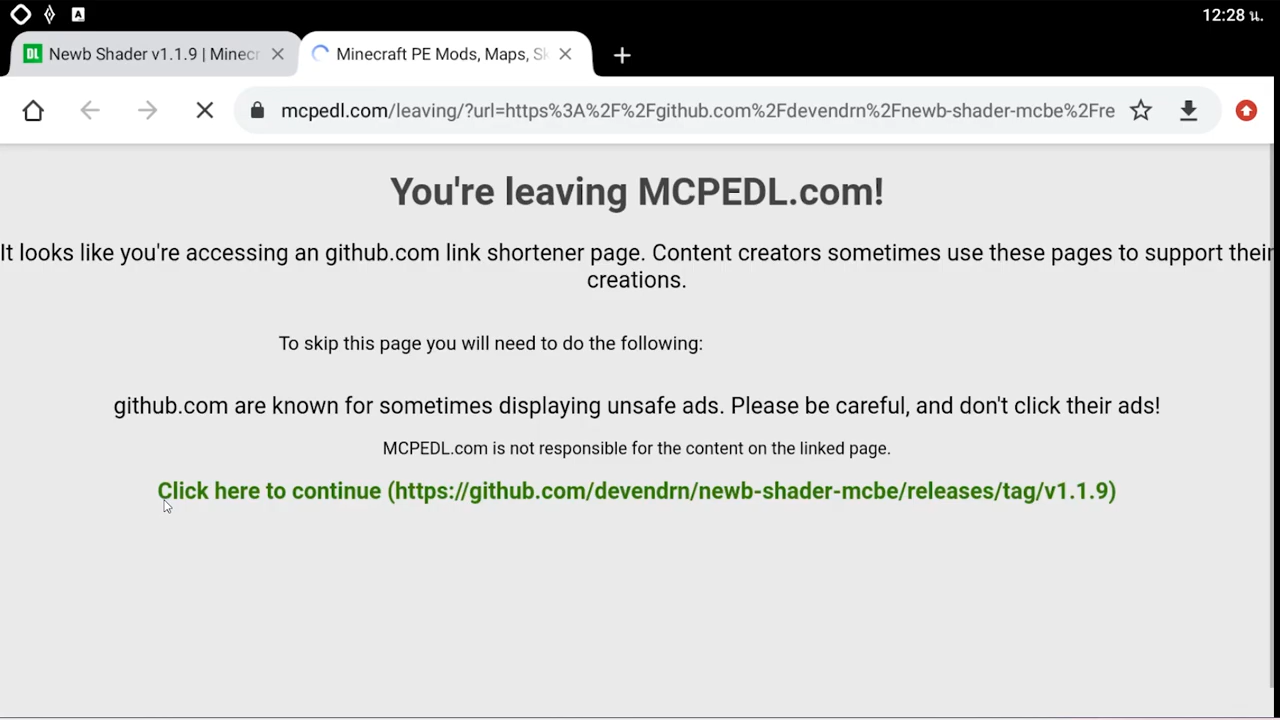 12:28 น.
DL Newb Shader v1.1.9 | Minecr
Minecraft PE Mods, Maps, Sk
mcpedl.com/leaving/?url=https%3A%2F%2Fgithub.com%2Fdevendrn%2Fnewb-shader-mcbe%2Fre
You're leaving MCPEDL.com!
It looks like you're accessing an github.com link shortener page. Content creators sometimes use these pages to support their
creations.
To skip this page you will need to do the following:
github.com are known for sometimes displaying unsafe ads. Please be careful, and don't click their ads!
MCPEDL.com is not responsible for the content on the linked page.
Click here to continue (https://github.com/devendrn/newb-shader-mcbe/releases/tag/v1.1.9)